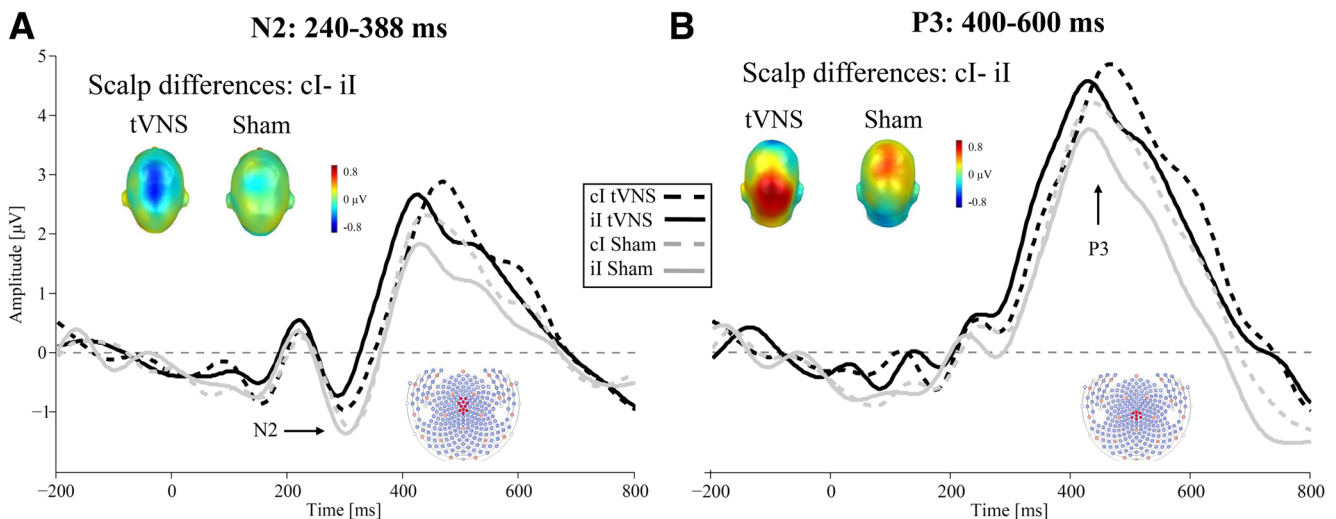 A
N2: 240-388 ms
Scalp differences: cI- iI
tVNS
Sham
0.8
0 µV
-0.8
5
4
3
2
1
0
−1
Amplitude [µV]
N2
−200
0
200
400
600
800
Time [ms]
cI tVNS
iI tVNS
cI Sham
iI Sham
B
P3: 400-600 ms
Scalp differences: cI- iI
tVNS
Sham
0.8
0 µV
-0.8
P3
−200
0
200
400
600
800
Time [ms]